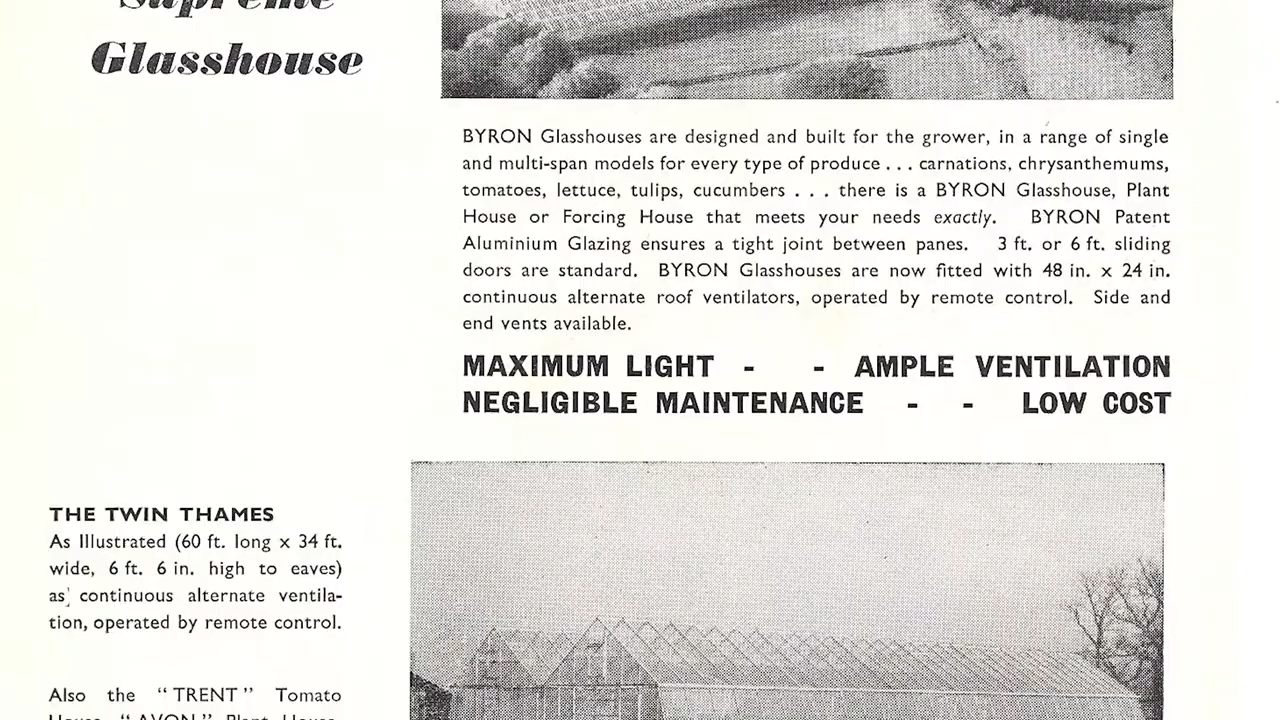 Supreme
Glasshouse
BYRON Glasshouses are designed and built for the grower, in a range of single
and multi-span models for every type of produce . . . carnations, chrysanthemums,
tomatoes, lettuce, tulips, cucumbers . . . there is a BYRON Glasshouse, Plant
House or Forcing House that meets your needs exactly. BYRON Patent
Aluminium Glazing ensures a tight joint between panes. 3 ft. or 6 ft. sliding
doors are standard. BYRON Glasshouses are now fitted with 48 in. x 24 in.
continuous alternate roof ventilators, operated by remote control. Side and
end vents available.
MAXIMUM LIGHT - - AMPLE VENTILATION
NEGLIGIBLE MAINTENANCE - - LOW COST
THE TWIN THAMES
As Illustrated (60 ft. long x 34 ft.
wide, 6 ft. 6 in. high to eaves)
as' continuous alternate ventila-
tion, operated by remote control.
Also the "TRENT" Tomato
House, "AVON" Plant House,